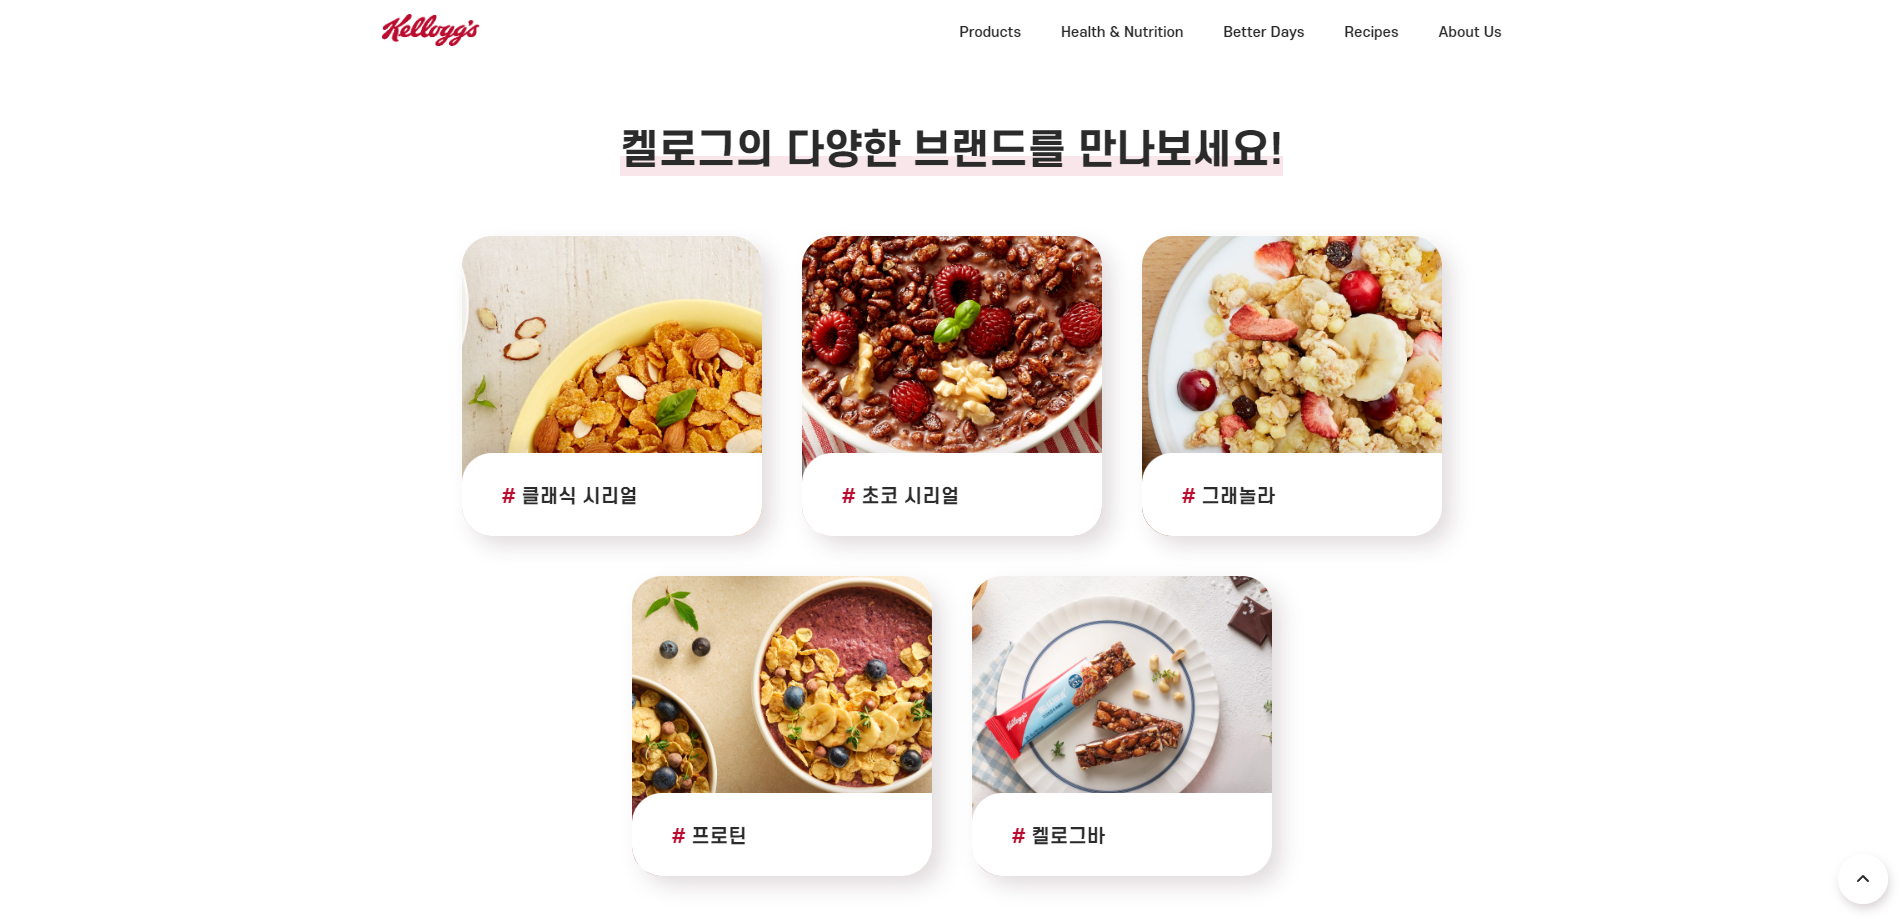 Kellogg's
Products
Health & Nutrition
Better Days
Recipes
About Us
켈로그의 다양한 브랜드를 만나보세요!
# 클래식 시리얼
# 초코 시리얼
# 그래놀라
Kellogg's
# 프로틴
# 켈로그바